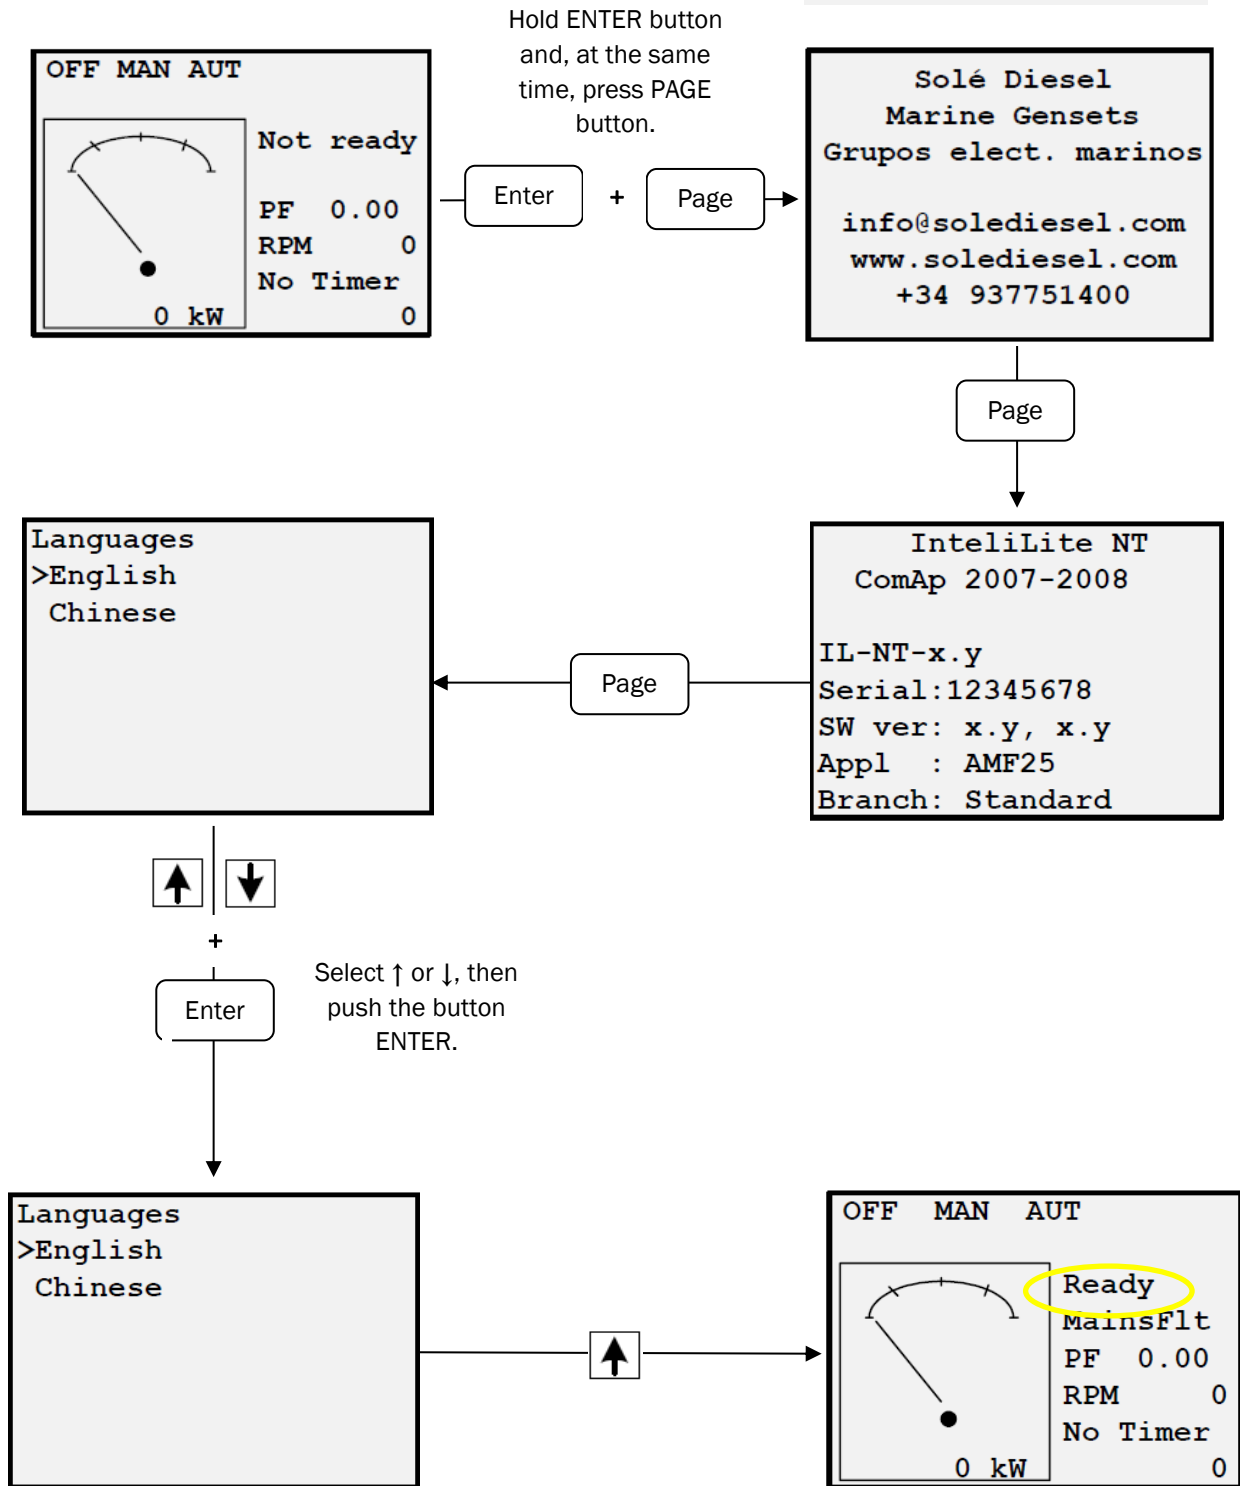 Hold ENTER button
and, at the same
time, press PAGE
button.
OFF MAN AUT
Not ready
PF 0.00
RPM 0
No Timer
0 kW 0
Enter + Page
Solé Diesel
Marine Gensets
Grupos elect. marinos
info@solediesel.com
www.solediesel.com
+34 937751400
Page
InteliLite NT
ComAp 2007-2008
IL-NT-x.y
Serial:12345678
SW ver: x.y, x.y
Appl : AMF25
Branch: Standard
Page
Languages
>English
Chinese
↑ ↓
+
Enter
Select ↑ or ↓, then
push the button
ENTER.
Languages
>English
Chinese
↑
OFF MAN AUT
Ready
MainsFlt
PF 0.00
RPM 0
No Timer
0 kW 0